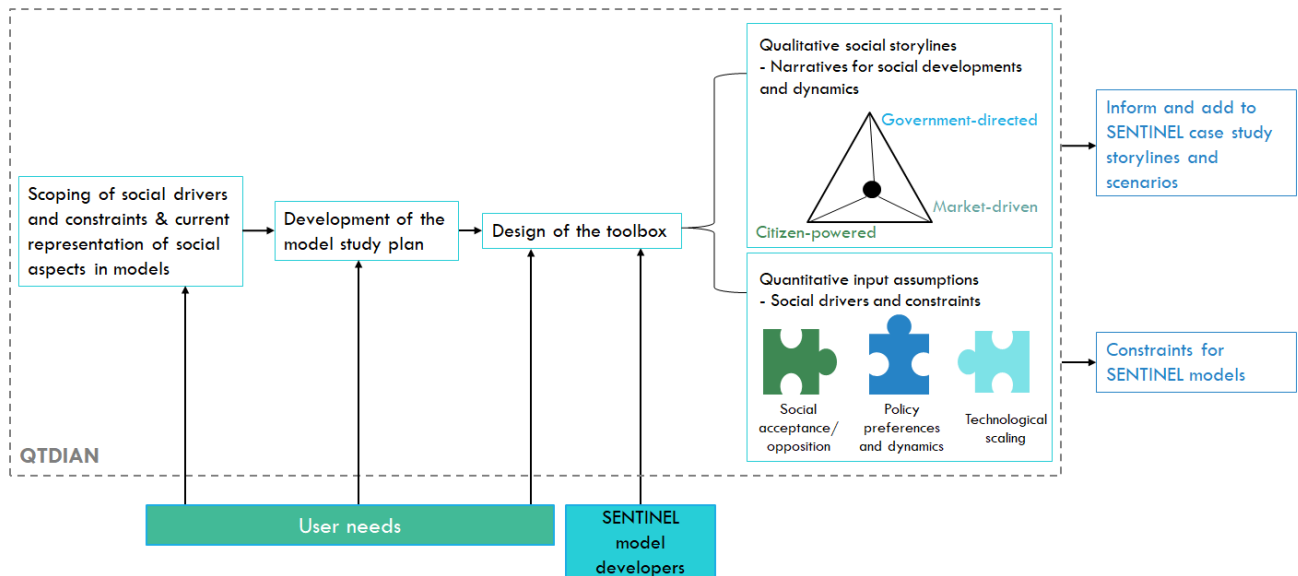 Scoping of social drivers
and constraints & current
representation of social
aspects in models
Development of the
model study plan
Design of the toolbox
Qualitative social storylines
- Narratives for social developments
and dynamics
Government-directed
Market-driven
Citizen-powered
Quantitative input assumptions
- Social drivers and constraints
Social
acceptance/
opposition
Policy
preferences
and dynamics
Technological
scaling
Inform and add to
SENTINEL case study
storylines and
scenarios
Constraints for
SENTINEL models
QTDIAN
User needs
SENTINEL
model
developers